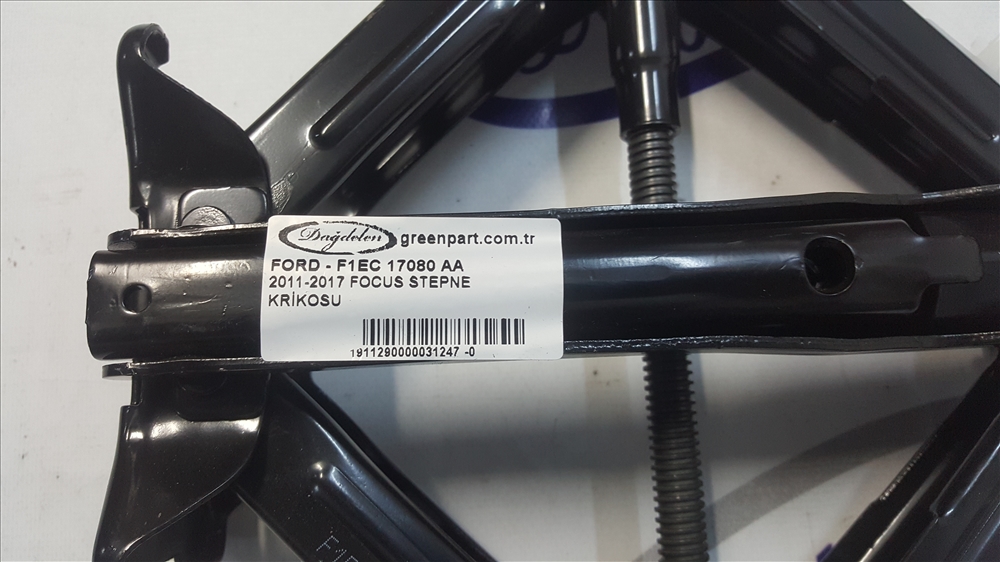 Dağdelen greenpart.com.tr
FORD - F1EC 17080 AA
2011-2017 FOCUS STEPNE
KRİKOSU
1911290000031247 -0